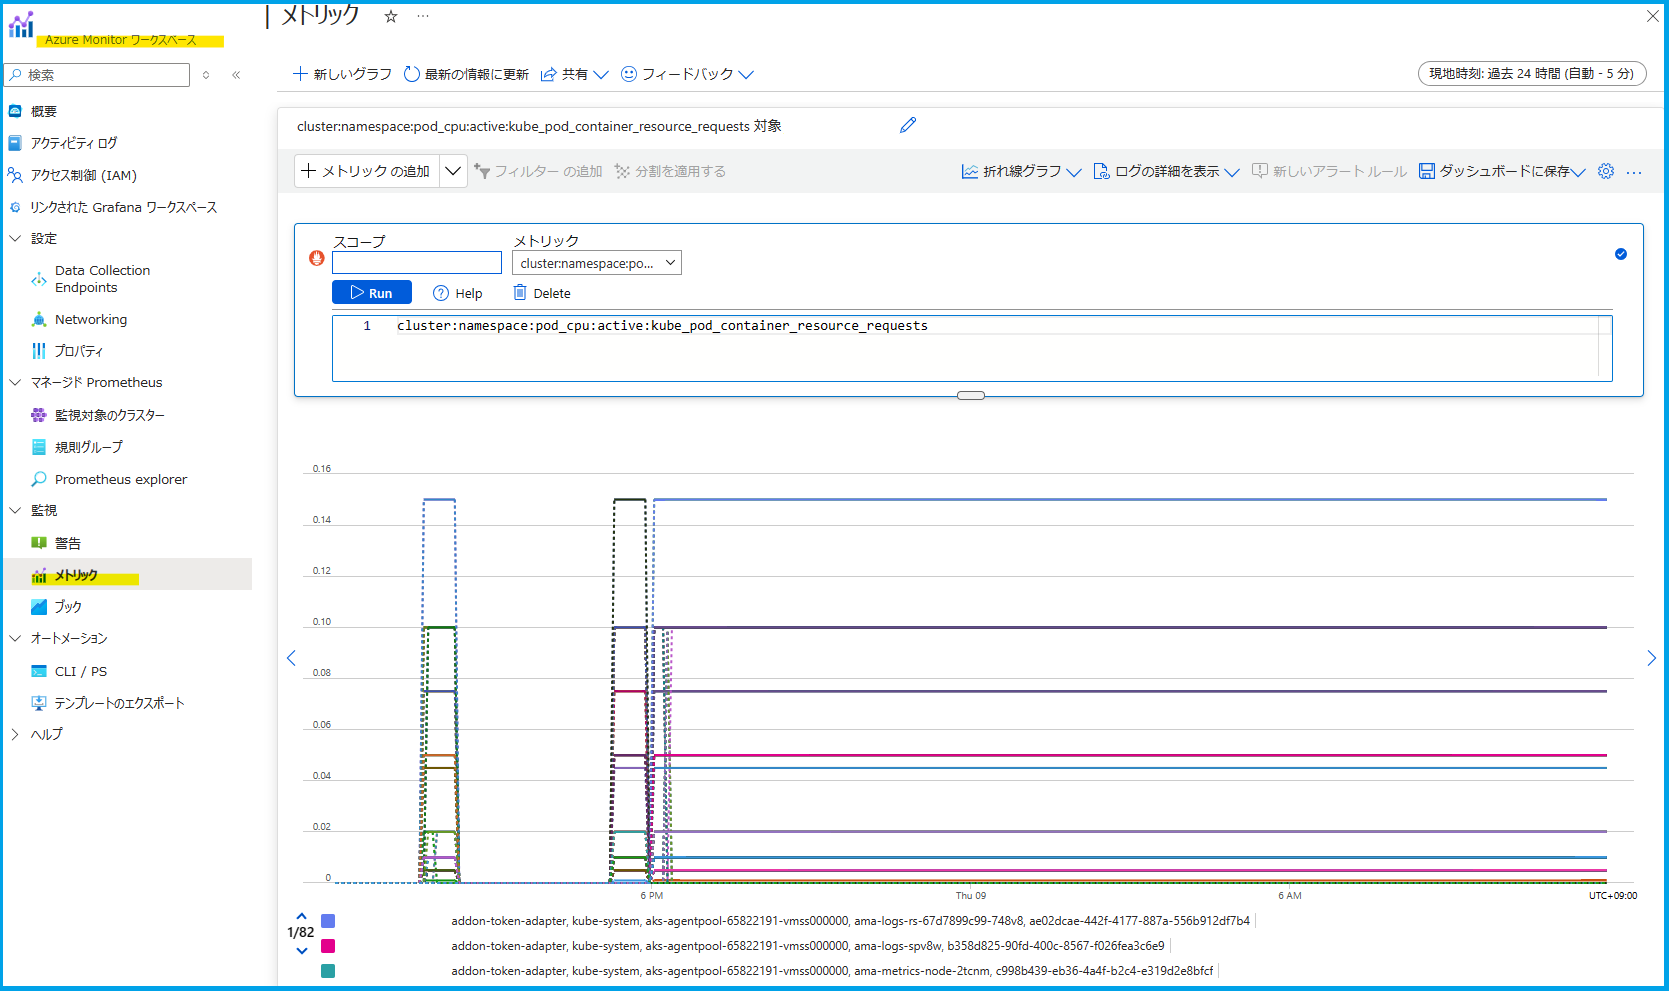 | メトリック
Azure Monitor ワークスペース
検索
+ 新しいグラフ
最新の情報に更新
共有
フィードバック
現地時刻: 過去 24 時間 (自動 - 5 分)
概要
アクティビティ ログ
アクセス制御 (IAM)
リンクされた Grafana ワークスペース
設定
Data Collection
Endpoints
Networking
プロパティ
マネージド Prometheus
監視対象のクラスター
規則グループ
Prometheus explorer
監視
警告
メトリック
ブック
オートメーション
CLI / PS
テンプレートのエクスポート
ヘルプ
cluster:namespace:pod_cpu:active:kube_pod_container_resource_requests 対象
メトリック の追加
フィルター の追加
分割を適用する
折れ線グラフ
ログの詳細を表示
新しいアラート ルール
ダッシュボードに保存
スコープ
メトリック
cluster:namespace:po...
Run
Help
Delete
1 cluster:namespace:pod_cpu:active:kube_pod_container_resource_requests
0.16
0.14
0.12
0.10
0.08
0.06
0.04
0.02
0
6 PM
Thu 09
6 AM
UTC+09:00
1/82
addon-token-adapter, kube-system, aks-agentpool-65822191-vmss000000, ama-logs-rs-67d7899c99-748v8, ae02dcae-442f-4177-887a-556b912df7b4
addon-token-adapter, kube-system, aks-agentpool-65822191-vmss000000, ama-logs-spv8w, b358d825-90fd-400c-8567-f026fea3c6e9
addon-token-adapter, kube-system, aks-agentpool-65822191-vmss000000, ama-metrics-node-2tcnm, c998b439-eb36-4a4f-b2c4-e319d2e8bfcf